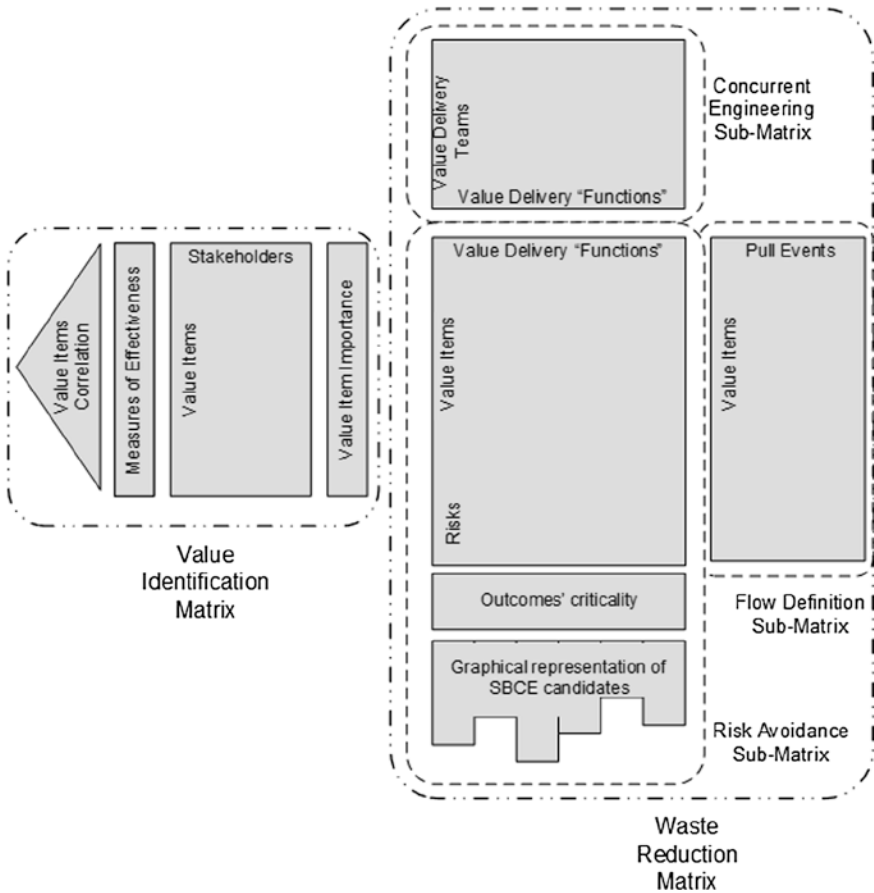 Value Delivery
Teams
Value Delivery “Functions”
Concurrent
Engineering
Sub-Matrix
Value Items
Correlation
Measures of Effectiveness
Stakeholders
Value Items
Value Item Importance
Value
Identification
Matrix
Value Delivery “Functions”
Value Items
Risks
Pull Events
Value Items
Outcomes’ criticality
Flow Definition
Sub-Matrix
Graphical representation of
SBCE candidates
Risk Avoidance
Sub-Matrix
Waste
Reduction
Matrix